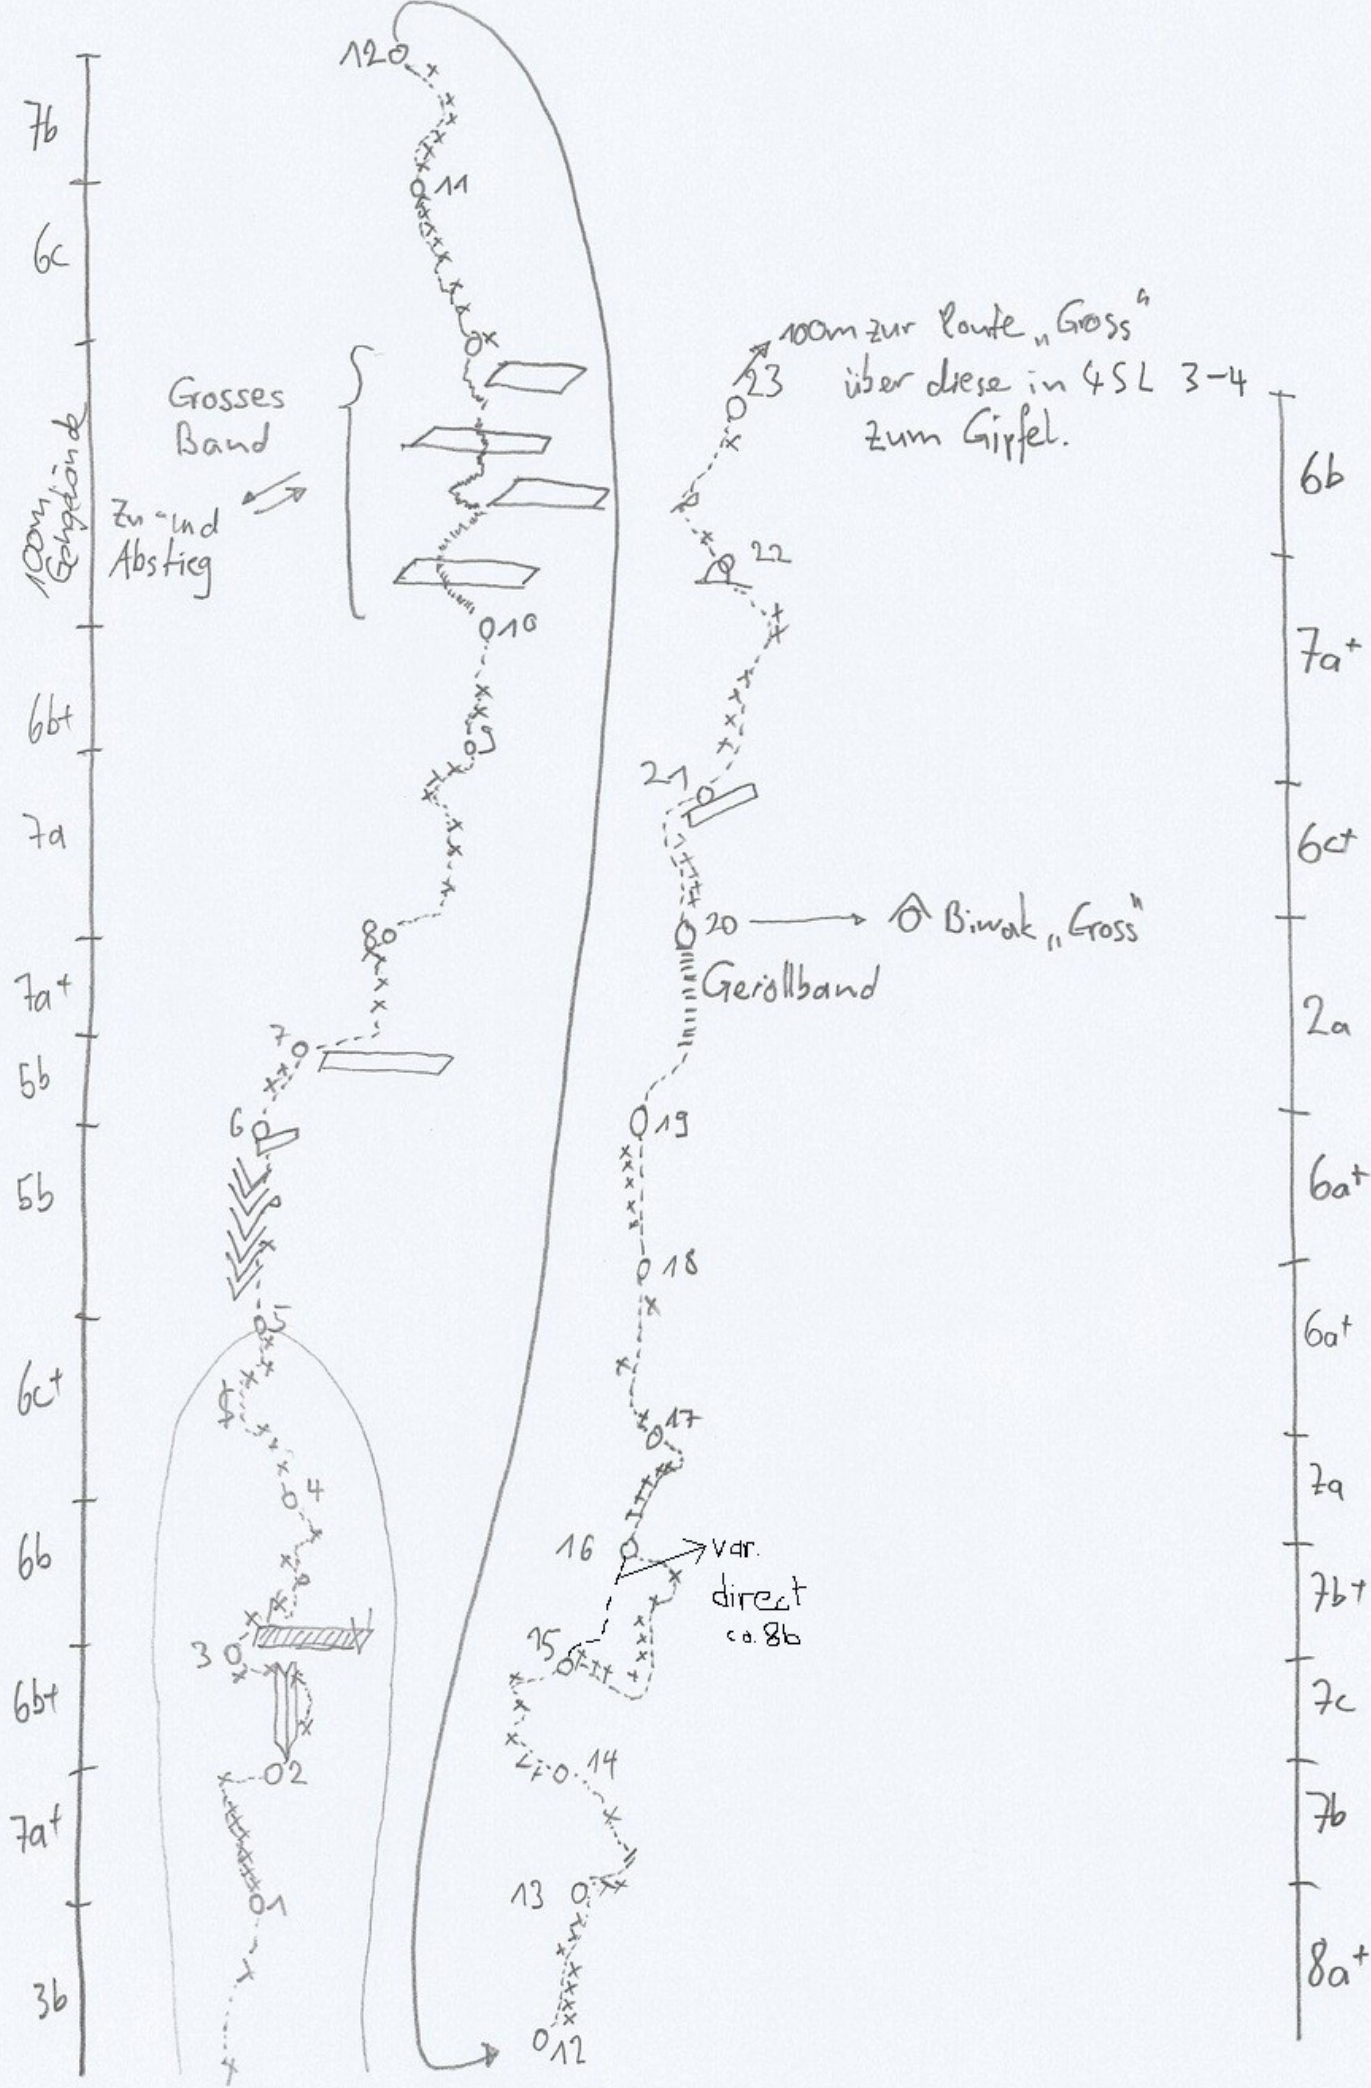 12
7b
11
6c
Grosses
Band
100m
Gehgelände
Zu- und
Abstieg
10
6b+
9
7a
8
7a+
7
5b
6
5b
5
6c+
4
6b
3
6b+
2
7a+
1
3b
100m zur Route „Gross"
über diese in 4SL 3-4
zum Gipfel.
23
6b
22
7a+
21
6c+
20
Biwak „Gross"
Geröllband
2a
19
6a+
18
6a+
17
7a
16
var.
direct
ca. 8b
7b+
15
7c
14
7b
13
8a+
12